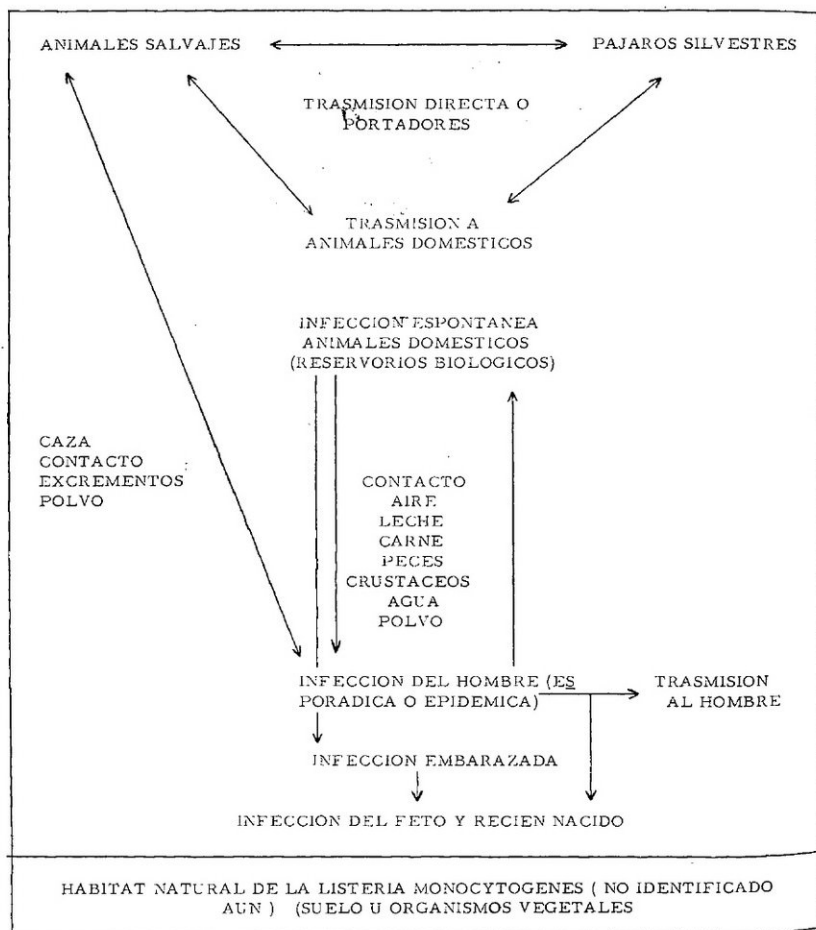 ANIMALES SALVAJES
PAJAROS SILVESTRES
TRASMISION DIRECTA O
PORTADORES
TRASMISION A
ANIMALES DOMESTICOS
INFECCION ESPONTANEA
ANIMALES DOMESTICOS
(RESERVORIOS BIOLOGICOS)
CAZA
CONTACTO
EXCREMENTOS
POLVO
CONTACTO
AIRE
LECHE
CARNE
PECES
CRUSTACEOS
AGUA
POLVO
INFECCION DEL HOMBRE (ES
PORADICA O EPIDEMICA)
TRASMISION
AL HOMBRE
INFECCION EMBARAZADA
INFECCION DEL FETO Y RECIEN NACIDO
HABITAT NATURAL DE LA LISTERIA MONOCYTOGENES ( NO IDENTIFICADO
AUN ) (SUELO U ORGANISMOS VEGETALES